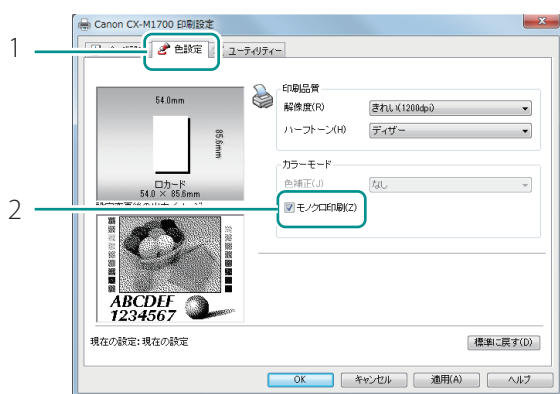 Canon CX-M1700 印刷設定
1
色設定
ユーティリティー
54.0mm
85.6mm
ロカード
54.0 × 85.6mm
印刷品質
解像度(R)
きれい(1200dpi)
ハーフトーン(H)
ディザー
カラーモード
色補正(J)
なし
2
モノクロ印刷(Z)
ABCDEF
1234567
現在の設定:現在の設定
標準に戻す(D)
OK
キャンセル
適用(A)
ヘルプ